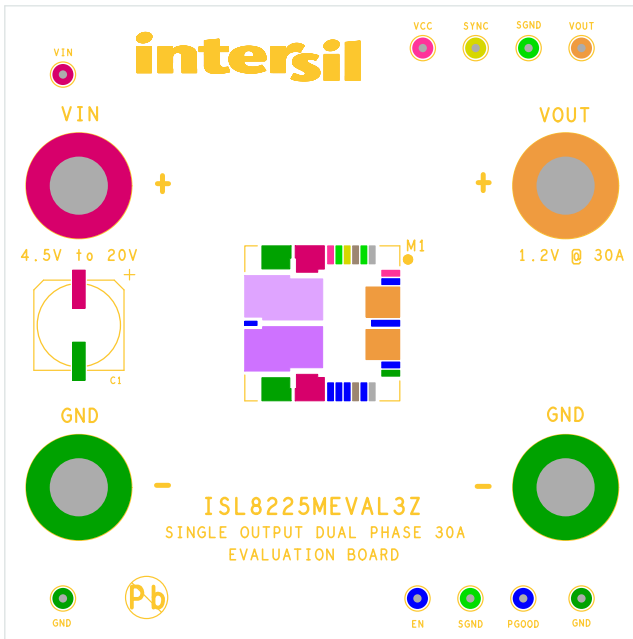 VIN
intersil
VCC SYNC SGND VOUT
VIN
VOUT
+
+
4.5V to 20V
1.2V @ 30A
M1
+
C1
GND
GND
-
-
ISL8225MEVAL3Z
SINGLE OUTPUT DUAL PHASE 30A
EVALUATION BOARD
Pb
GND
EN SGND PGOOD GND